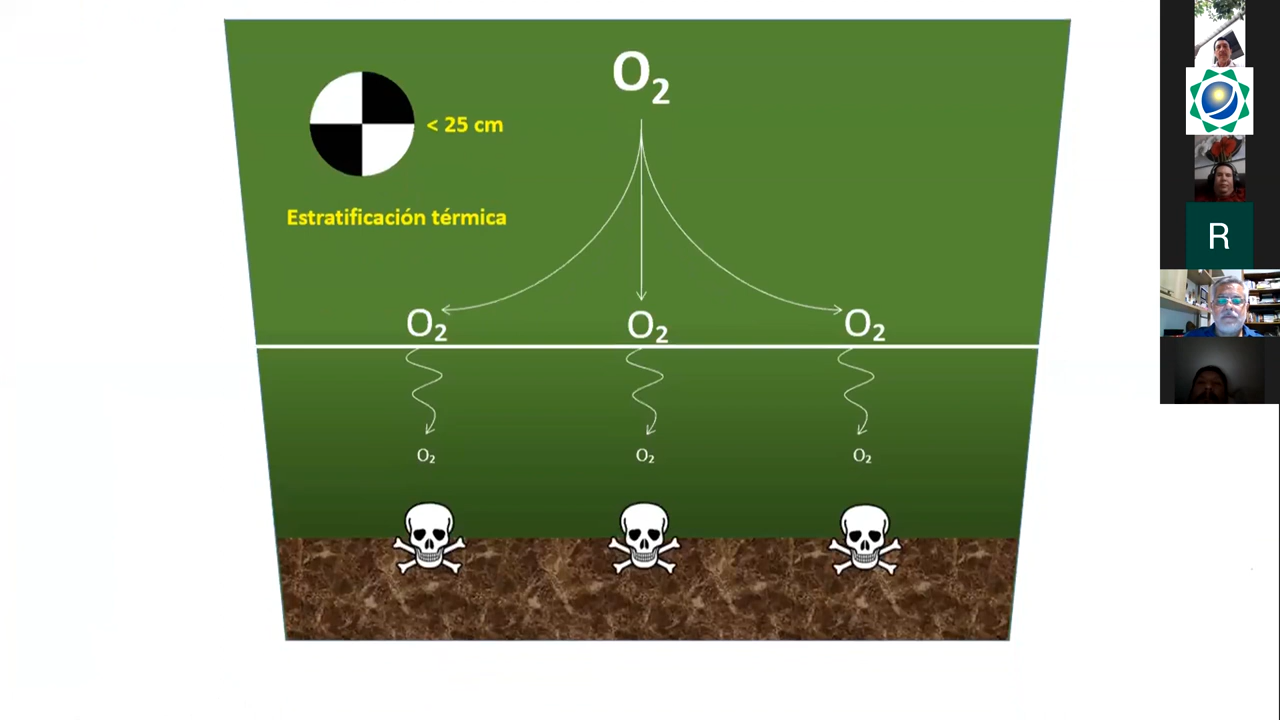 O₂
< 25 cm
Estratificación térmica
O₂ O₂ O₂
O₂ O₂ O₂
R